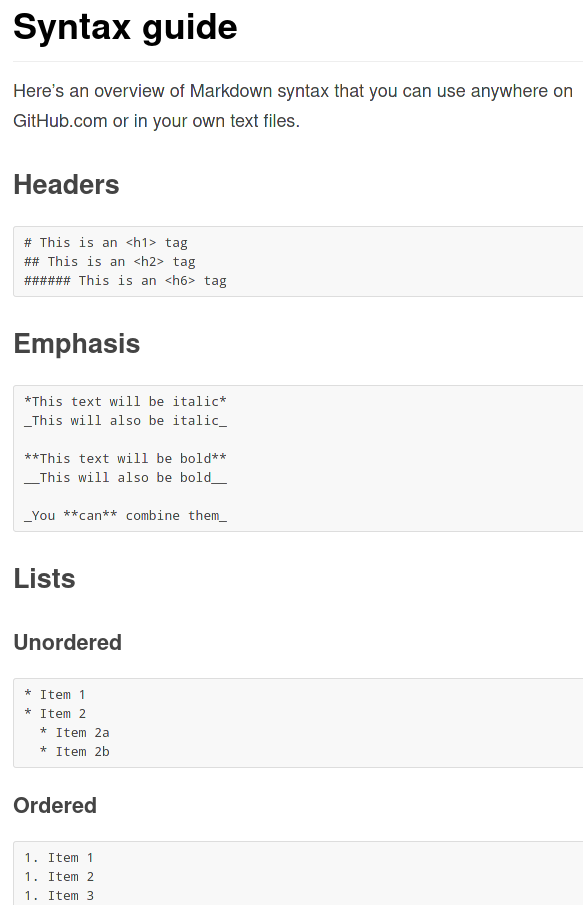 Syntax guide
Here's an overview of Markdown syntax that you can use anywhere on
GitHub.com or in your own text files.
Headers
# This is an <h1> tag
## This is an <h2> tag
###### This is an <h6> tag
Emphasis
*This text will be italic*
_This will also be italic_
**This text will be bold**
__This will also be bold__
_You **can** combine them_
Lists
Unordered
* Item 1
* Item 2
  * Item 2a
  * Item 2b
Ordered
1. Item 1
1. Item 2
1. Item 3